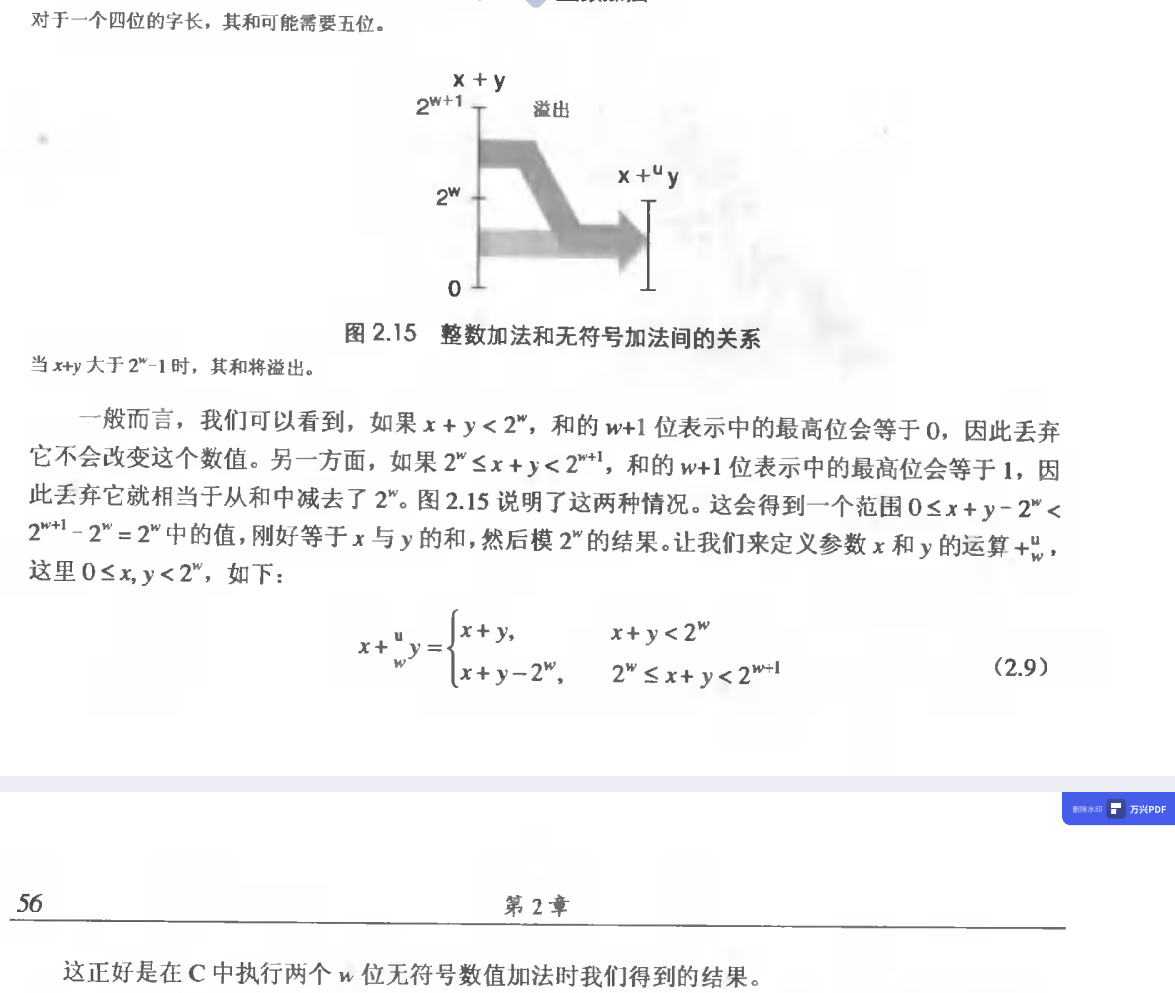 对于一个四位的字长，其和可能需要五位。
x + y
2^{w+1}
溢出
x +^u y
2^w
0
图 2.15 整数加法和无符号加法间的关系
当 x+y 大于 2^w-1 时，其和将溢出。
一般而言，我们可以看到，如果 x + y < 2^w，和的 w+1 位表示中的最高位会等于 0，因此丢弃
它不会改变这个数值。另一方面，如果 2^w ≤ x + y < 2^{w+1}，和的 w+1 位表示中的最高位会等于 1，因
此丢弃它就相当于从和中减去了 2^w。图 2.15 说明了这两种情况。这会得到一个范围 0 ≤ x + y - 2^w <
2^{w+1} - 2^w = 2^w 中的值，刚好等于 x 与 y 的和，然后模 2^w 的结果。让我们来定义参数 x 和 y 的运算 +^u_w，
这里 0 ≤ x, y < 2^w，如下：
x +^u_w y = { x + y, x + y < 2^w
x + y - 2^w, 2^w ≤ x + y < 2^{w+1}
（2.9）
删除水印 万兴PDF
56 第 2 章
这正好是在 C 中执行两个 w 位无符号数值加法时我们得到的结果。